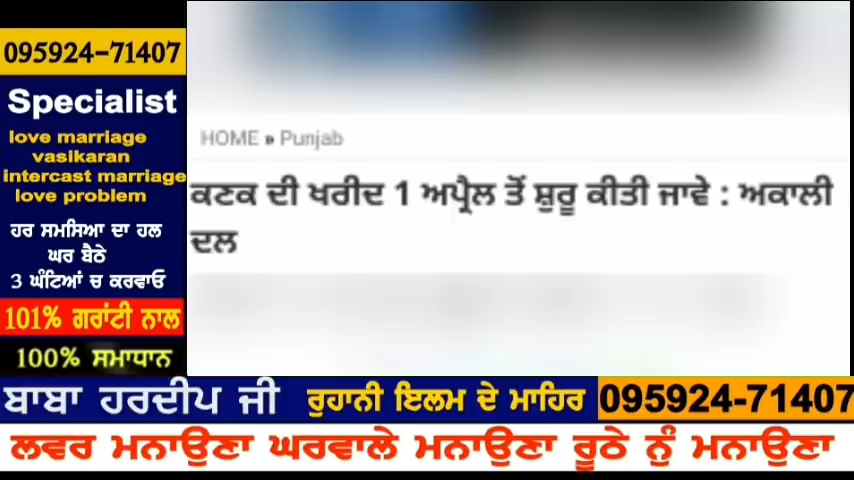 095924-71407
Specialist
love marriage
vasikaran
intercast marriage
love problem
ਹਰ ਸਮਸਿਆ ਦਾ ਹਲ
ਘਰ ਬੈਠੇ
3 ਘੰਟਿਆਂ ਚ ਕਰਵਾਓ
101% ਗਰਾਂਟੀ ਨਾਲ
100% ਸਮਾਧਾਨ
HOME » Punjab
ਕਣਕ ਦੀ ਖਰੀਦ 1 ਅਪ੍ਰੈਲ ਤੋਂ ਸ਼ੁਰੂ ਕੀਤੀ ਜਾਵੇ : ਅਕਾਲੀ
ਦਲ
ਬਾਬਾ ਹਰਦੀਪ ਜੀ ਰੁਹਾਨੀ ਇਲਮ ਦੇ ਮਾਹਿਰ 095924-71407
ਲਵਰ ਮਨਾਉਣਾ ਘਰਵਾਲੇ ਮਨਾਉਣਾ ਰੂਠੇ ਨੂੰ ਮਨਾਉਣਾ